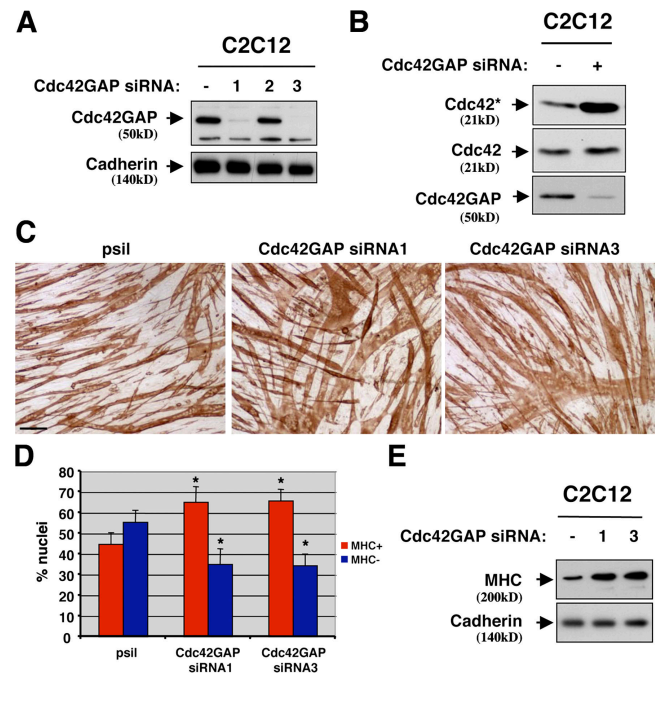 A
C2C12
Cdc42GAP siRNA: - 1 2 3
Cdc42GAP
(50kD)
Cadherin
(140kD)
B
C2C12
Cdc42GAP siRNA: - +
Cdc42*
(21kD)
Cdc42
(21kD)
Cdc42GAP
(50kD)
C
psil Cdc42GAP siRNA1 Cdc42GAP siRNA3
D
80
70
60
50
40
30
20
10
0
% nuclei
* * * *
MHC+
MHC-
psil
Cdc42GAP
siRNA1
Cdc42GAP
siRNA3
E
C2C12
Cdc42GAP siRNA: - 1 3
MHC
(200kD)
Cadherin
(140kD)